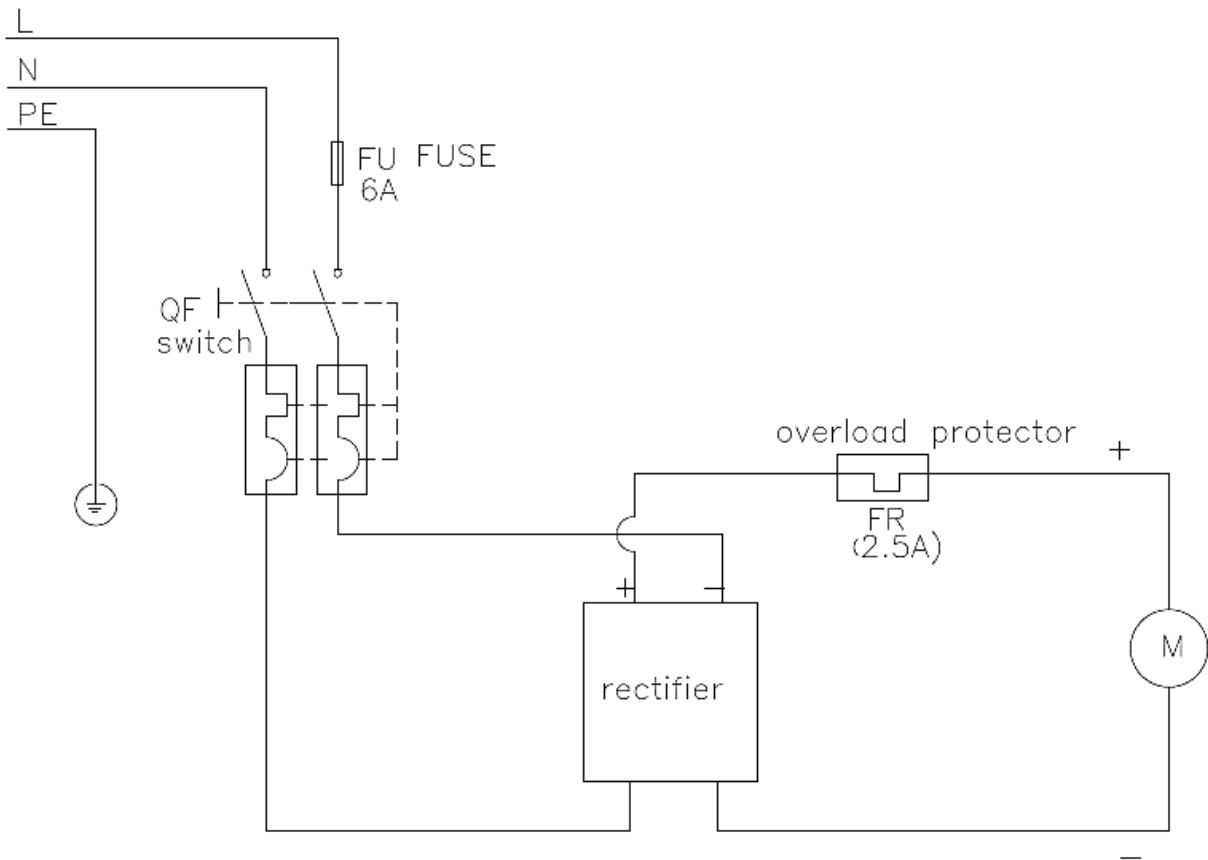 L
N
PE
FU FUSE
6A
QF
switch
overload protector
+
FR
(2.5A)
+ −
rectifier
M
−